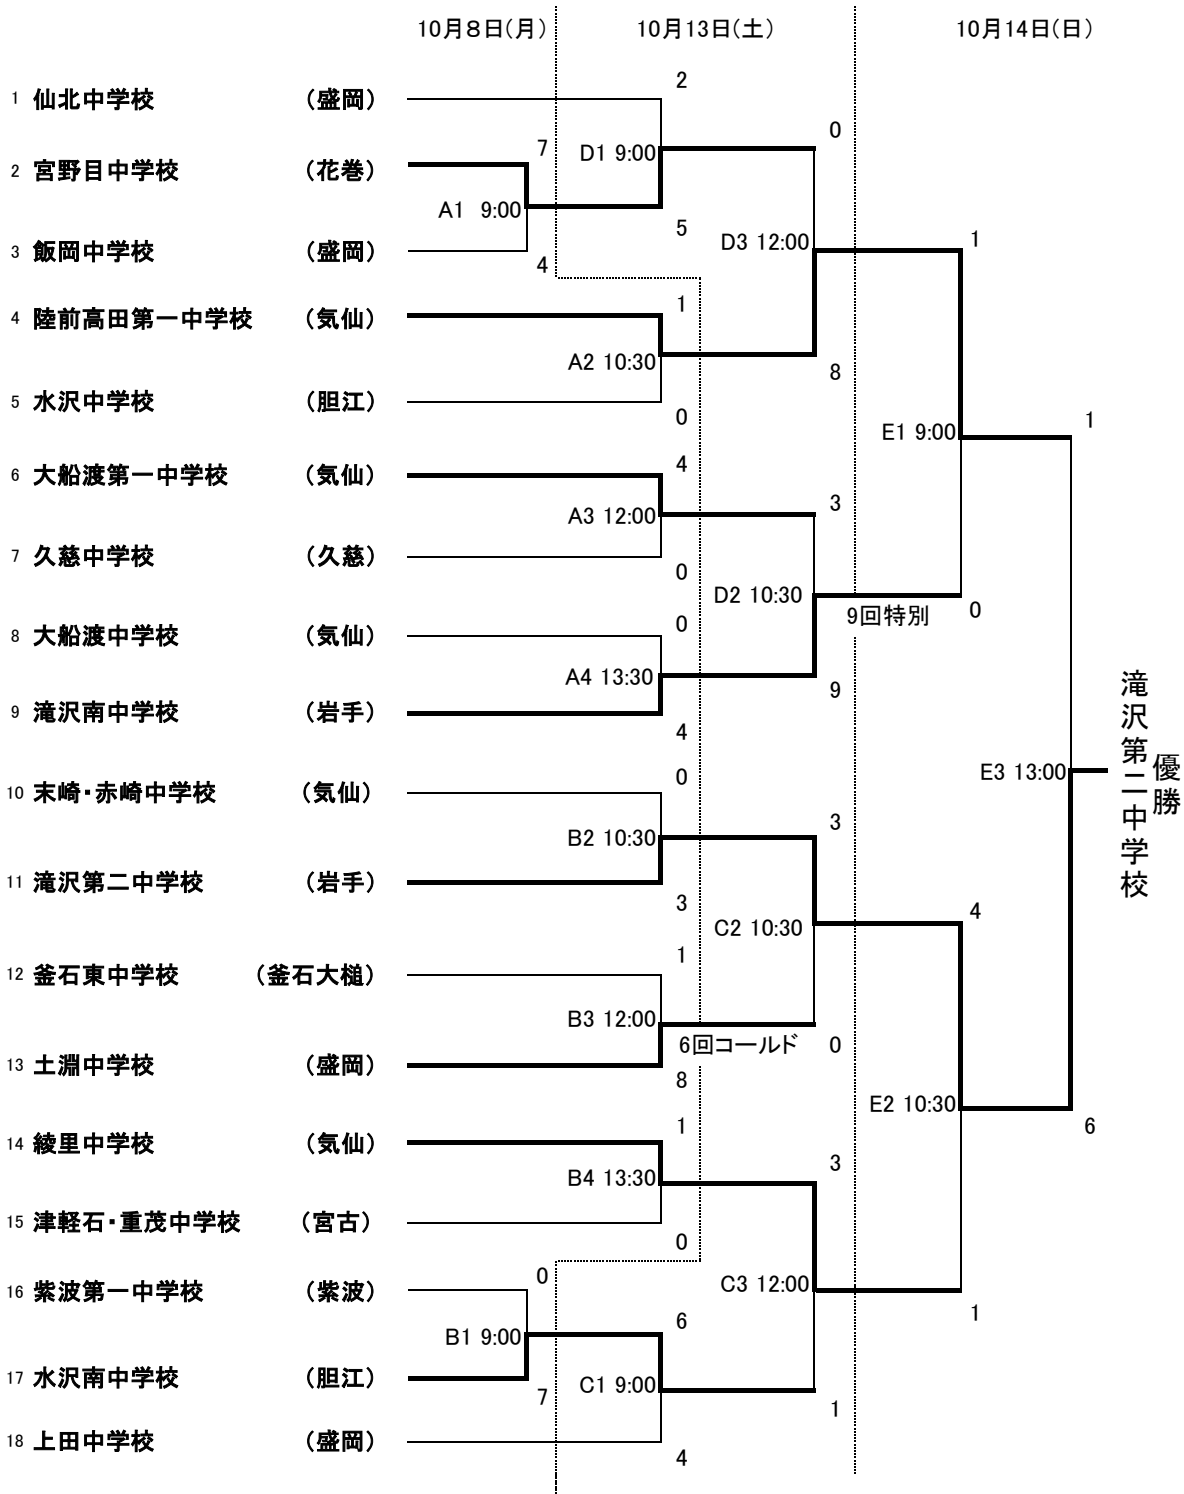 10月８日(月)
10月13日(土)
10月14日(日)
2
1 仙北中学校 （盛岡）
0
7
D1 9:00
2 宮野目中学校 （花巻）
A1 9:00
5
D3 12:00
1
3 飯岡中学校 （盛岡）
4
1
4 陸前高田第一中学校 （気仙）
A2 10:30
8
5 水沢中学校 （胆江）
0
1
E1 9:00
4
6 大船渡第一中学校 （気仙）
3
A3 12:00
7 久慈中学校 （久慈）
0
D2 10:30
0
9回特別
0
8 大船渡中学校 （気仙）
A4 13:30
9
9 滝沢南中学校 （岩手）
4
滝沢第二中学校
優勝
E3 13:00
0
10 末崎・赤崎中学校 （気仙）
3
B2 10:30
11 滝沢第二中学校 （岩手）
3
4
C2 10:30
1
12 釜石東中学校 （釜石大槌）
B3 12:00
6回コールド
0
13 土淵中学校 （盛岡）
8
E2 10:30
1
6
14 綾里中学校 （気仙）
3
B4 13:30
15 津軽石・重茂中学校 （宮古）
0
0
C3 12:00
16 紫波第一中学校 （紫波）
1
6
B1 9:00
17 水沢南中学校 （胆江）
C1 9:00
7
1
18 上田中学校 （盛岡）
4